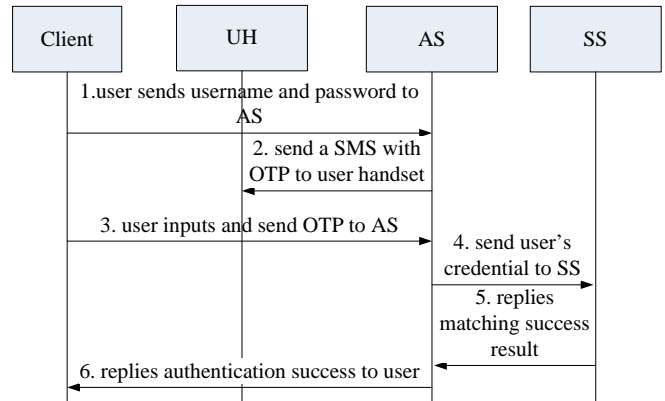 Client
UH
AS
SS
1.user sends username and password to
AS
2. send a SMS with
OTP to user handset
3. user inputs and send OTP to AS
4. send user’s
credential to SS
5. replies
matching success
result
6. replies authentication success to user